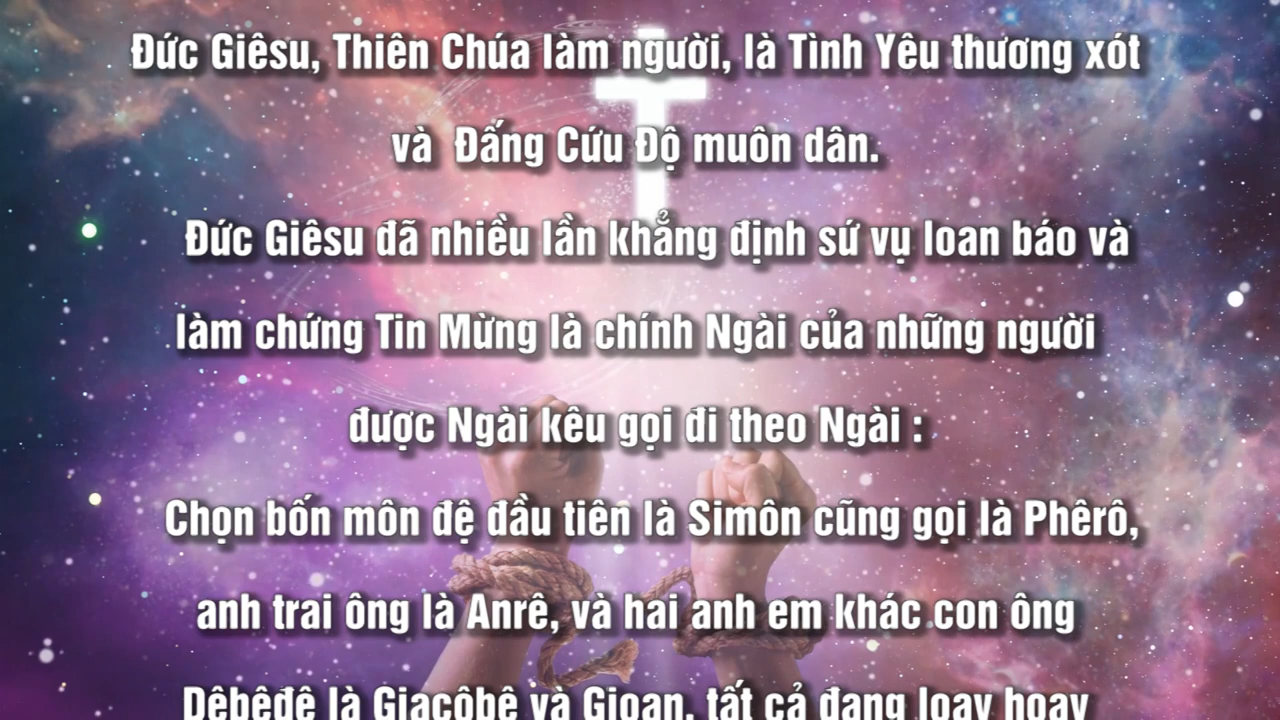 Đức Giêsu, Thiên Chúa làm người, là Tình Yêu thương xót
và Đấng Cứu Độ muôn dân.
Đức Giêsu đã nhiều lần khẳng định sứ vụ loan báo và
làm chứng Tin Mừng là chính Ngài của những người
được Ngài kêu gọi đi theo Ngài :
Chọn bốn môn đệ đầu tiên là Simôn cũng gọi là Phêrô,
anh trai ông là Anrê, và hai anh em khác con ông
Dêbêđê là Giacôbê và Gioan, tất cả đang loay hoay